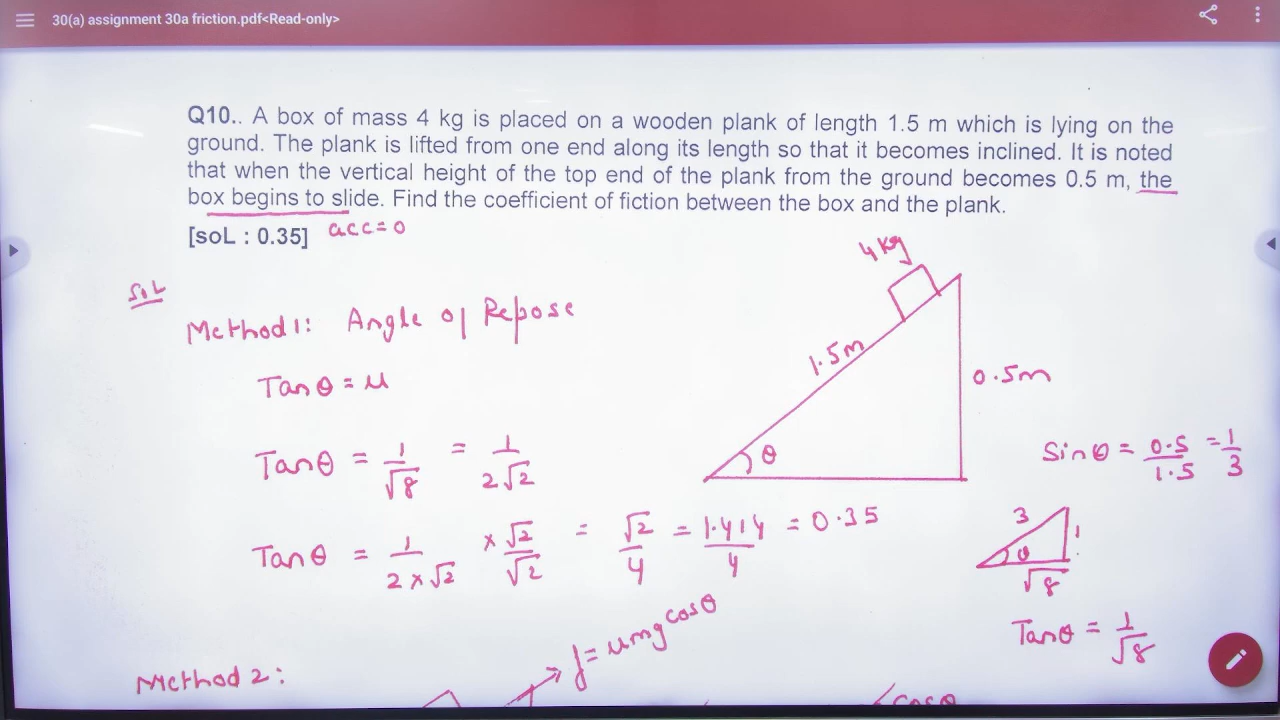 30(a) assignment 30a friction.pdf<Read-only>
Q10.. A box of mass 4 kg is placed on a wooden plank of length 1.5 m which is lying on the
ground. The plank is lifted from one end along its length so that it becomes inclined. It is noted
that when the vertical height of the top end of the plank from the ground becomes 0.5 m, the
box begins to slide. Find the coefficient of fiction between the box and the plank.
[soL : 0.35] acc=0
Sol
Method1: Angle of Repose
4 kg
1.5m
0.5m
θ
Tanθ = μ
Tanθ = 1/√8 = 1/2√2
Sinθ = 0.5/1.5 = 1/3
Tanθ = 1/2×√2 × √2/√2 = √2/4 = 1.414/4 = 0.35
3
1
θ
√8
Tanθ = 1/√8
Method 2:
f= μmg cosθ
cosθ